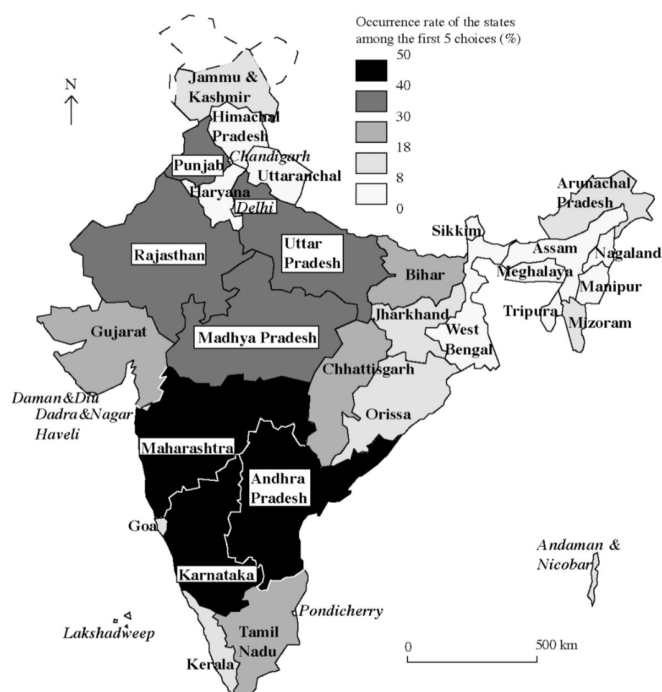 Occurrence rate of the states
among the first 5 choices (%)
50
40
30
18
8
0
N
Jammu &
Kashmir
Himachal
Pradesh
Chandigarh
Punjab
Uttaranchal
Haryana
Delhi
Arunachal
Pradesh
Sikkim
Assam
Nagaland
Rajasthan
Uttar
Pradesh
Bihar
Meghalaya
Manipur
Tripura
Mizoram
Jharkhand
West
Bengal
Gujarat
Madhya Pradesh
Chhattisgarh
Daman&Diu
Dadra&Nagar
Haveli
Orissa
Maharashtra
Andhra
Pradesh
Goa
Andaman &
Nicobar
Karnataka
Pondicherry
Lakshadweep
Tamil
Nadu
Kerala
0
500 km